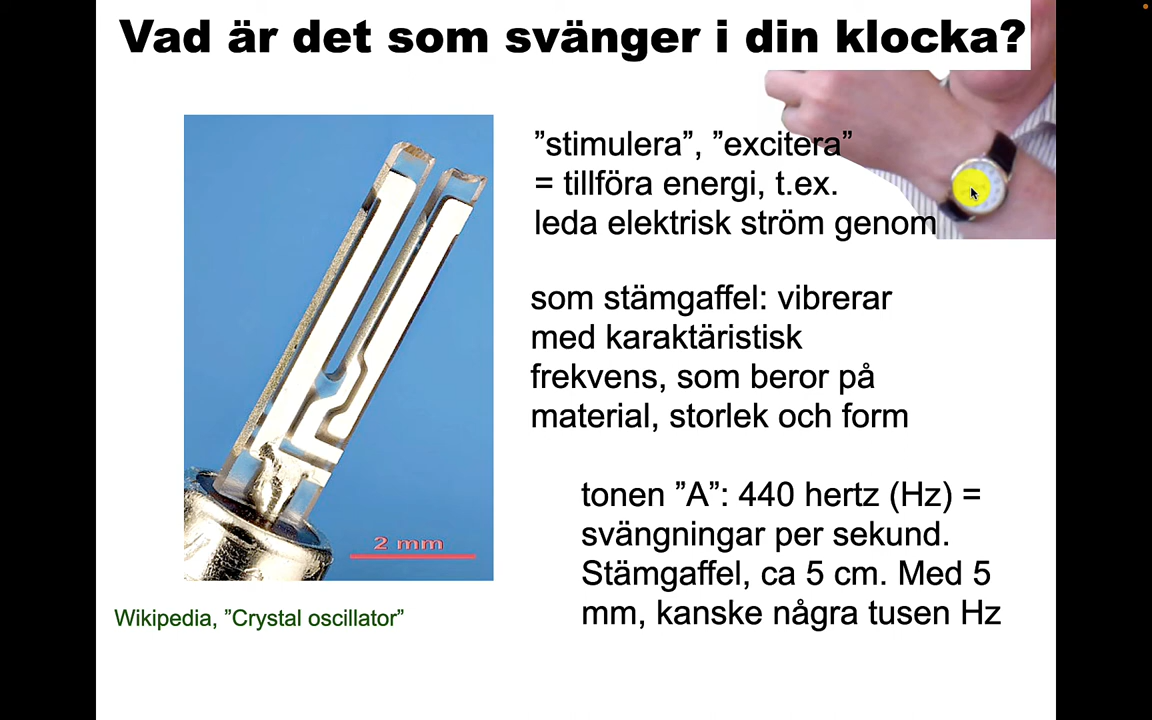 Vad är det som svänger i din klocka?
”stimulera”, ”excitera”
= tillföra energi, t.ex.
leda elektrisk ström genom
som stämgaffel: vibrerar
med karaktäristisk
frekvens, som beror på
material, storlek och form
tonen ”A”: 440 hertz (Hz) =
svängningar per sekund.
Stämgaffel, ca 5 cm. Med 5
mm, kanske några tusen Hz
2 mm
Wikipedia, ”Crystal oscillator”